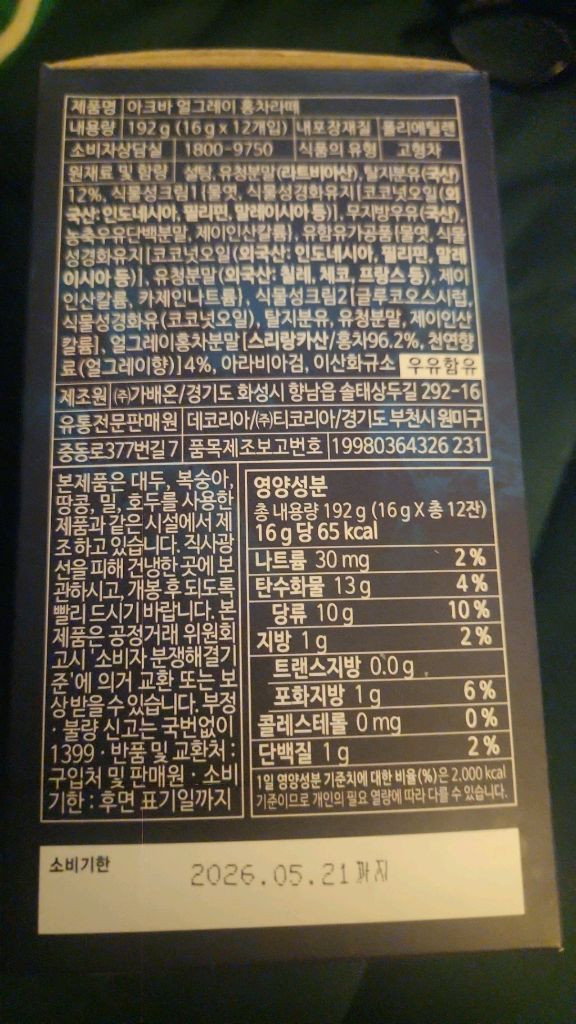 제품명 아크바 얼그레이 홍차라떼
내용량 192 g (16 g x 12개입) 내포장재질 폴리에틸렌
소비자상담실 1800-9750 식품의 유형 고형차
원재료 및 함량 설탕, 유청분말(라트비아산), 탈지분유(국산)
12%, 식물성크림1{물엿, 식물성경화유지[코코넛오일(외
국산: 인도네시아, 필리핀, 말레이시아 등)], 무지방우유(국산),
농축우유단백분말, 제이인산칼륨}, 유함유가공품{물엿, 식물
성경화유지[코코넛오일(외국산: 인도네시아, 필리핀, 말레
이시아 등)], 유청분말(외국산: 칠레, 체코, 프랑스 등), 제이
인산칼륨, 카제인나트륨}, 식물성크림2[글루코오스시럽,
식물성경화유(코코넛오일), 탈지분유, 유청분말, 제이인산
칼륨], 얼그레이홍차분말[스리랑카산/홍차96.2%, 천연향
료(얼그레이향)]4%, 아라비아검, 이산화규소 우유함유
제조원 (주)가배온/경기도 화성시 향남읍 솔태상두길 292-16
유통전문판매원 데코리아/(주)티코리아/경기도 부천시 원미구
중동로377번길 7 품목제조보고번호 19980364326 231
본제품은 대두, 복숭아,
땅콩, 밀, 호두를 사용한
제품과 같은 시설에서 제
조하고 있습니다. 직사광
선을 피해 건냉한 곳에 보
관하시고, 개봉 후 되도록
빨리 드시기 바랍니다. 본
제품은 공정거래 위원회
고시 '소비자 분쟁해결기
준'에 의거 교환 또는 보
상받을 수 있습니다. 부정
· 불량 신고는 국번없이
1399 · 반품 및 교환처 :
구입처 및 판매원 · 소비
기한 : 후면 표기일까지
영양성분
총 내용량 192 g (16 g X 총 12잔)
16 g 당 65 kcal
나트륨 30 mg 2 %
탄수화물 13 g 4 %
당류 10 g 10 %
지방 1 g 2 %
트랜스지방 0.0 g
포화지방 1 g 6 %
콜레스테롤 0 mg 0 %
단백질 1 g 2 %
1일 영양성분 기준치에 대한 비율(%)은 2,000 kcal
기준이므로 개인의 필요 열량에 따라 다를 수 있습니다.
소비기한 2026.05.21 까지